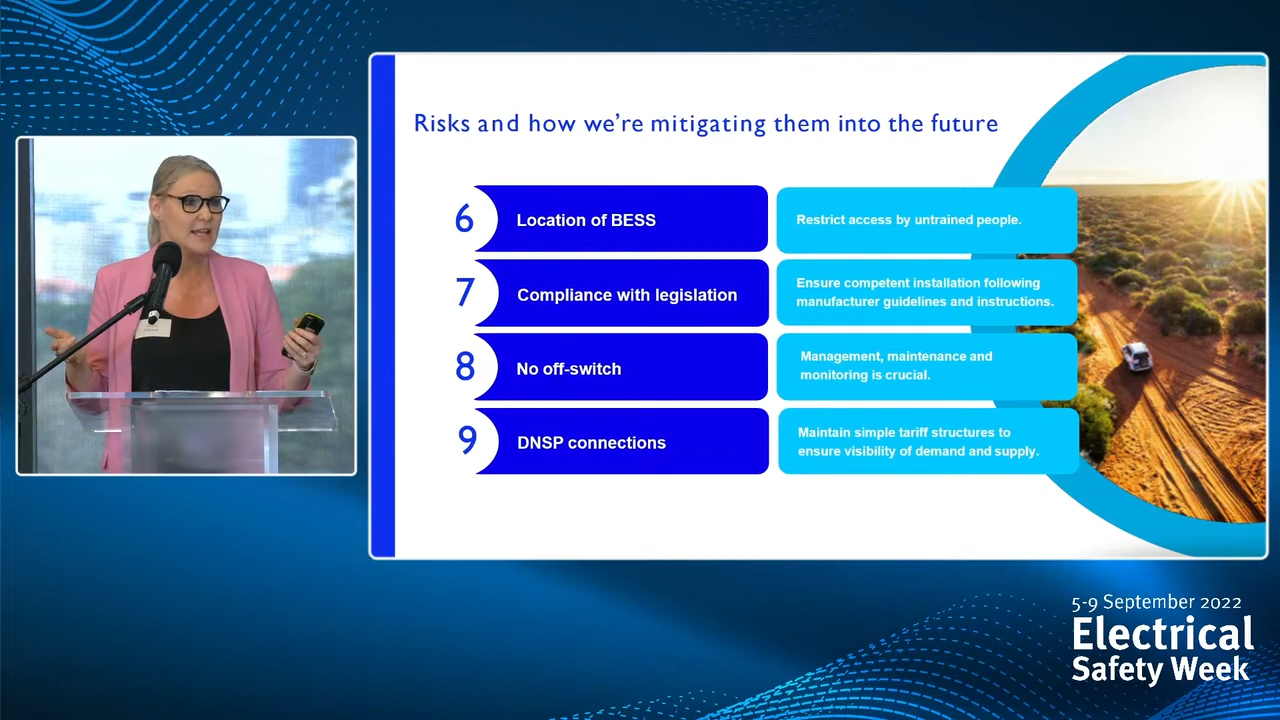 Risks and how we're mitigating them into the future
6
Location of BESS
Restrict access by untrained people.
7
Compliance with legislation
Ensure competent installation following
manufacturer guidelines and instructions.
8
No off-switch
Management, maintenance and
monitoring is crucial.
9
DNSP connections
Maintain simple tariff structures to
ensure visibility of demand and supply.
5-9 September 2022
Electrical
Safety Week